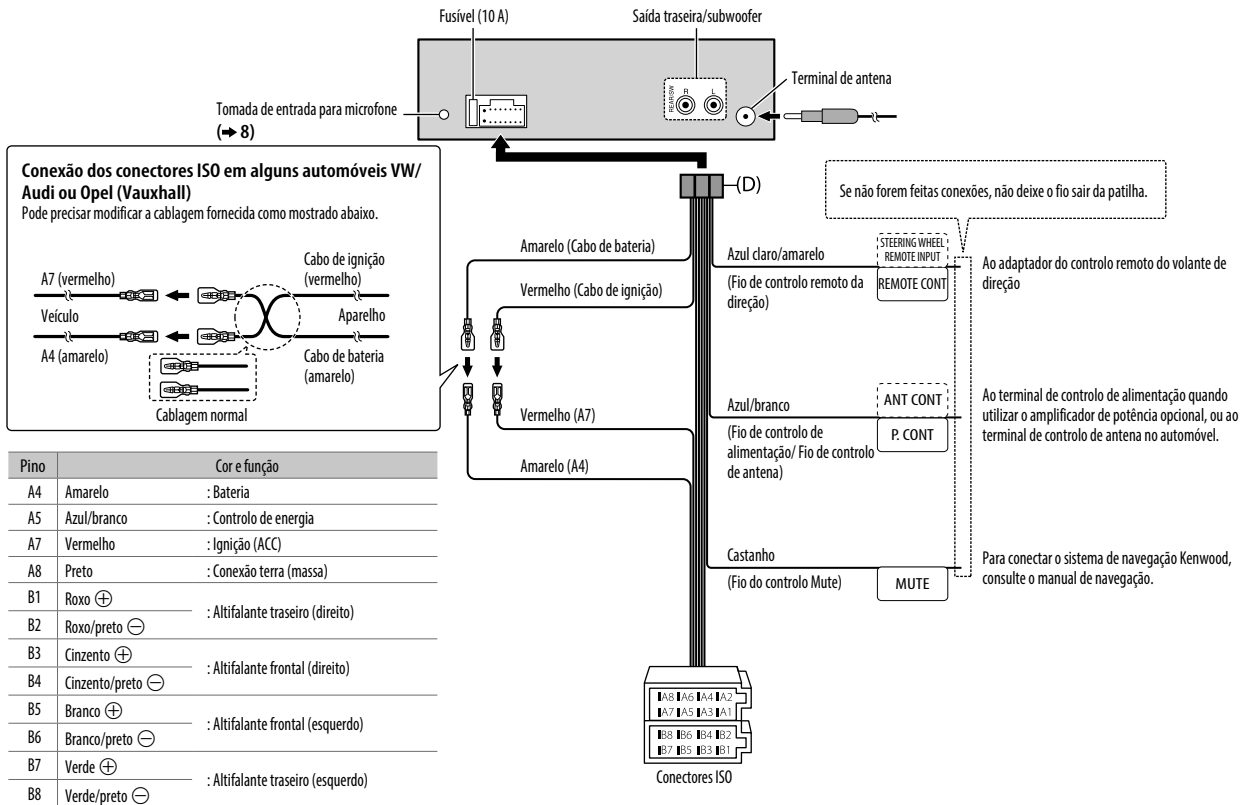 Fusível (10 A)
Saída traseira/subwoofer
Terminal de antena
REAR/SW
R
L
Tomada de entrada para microfone
(➜ 8)
Conexão dos conectores ISO em alguns automóveis VW/
Audi ou Opel (Vauxhall)
Pode precisar modificar a cablagem fornecida como mostrado abaixo.
A7 (vermelho)
Cabo de ignição
(vermelho)
Veículo
Aparelho
A4 (amarelo)
Cabo de bateria
(amarelo)
Cablagem normal
(D)
Se não forem feitas conexões, não deixe o fio sair da patilha.
Amarelo (Cabo de bateria)
Vermelho (Cabo de ignição)
Vermelho (A7)
Amarelo (A4)
Azul claro/amarelo
(Fio de controlo remoto da
direção)
STEERING WHEEL
REMOTE INPUT
REMOTE CONT
Ao adaptador do controlo remoto do volante de
direção
Azul/branco
(Fio de controlo de
alimentação/ Fio de controlo
de antena)
ANT CONT
P. CONT
Ao terminal de controlo de alimentação quando
utilizar o amplificador de potência opcional, ou ao
terminal de controlo de antena no automóvel.
Castanho
(Fio do controlo Mute)
MUTE
Para conectar o sistema de navegação Kenwood,
consulte o manual de navegação.
Pino Cor e função
A4 Amarelo : Bateria
A5 Azul/branco : Controlo de energia
A7 Vermelho : Ignição (ACC)
A8 Preto : Conexão terra (massa)
B1 Roxo ⊕
: Altifalante traseiro (direito)
B2 Roxo/preto ⊖
B3 Cinzento ⊕
: Altifalante frontal (direito)
B4 Cinzento/preto ⊖
B5 Branco ⊕
: Altifalante frontal (esquerdo)
B6 Branco/preto ⊖
B7 Verde ⊕
: Altifalante traseiro (esquerdo)
B8 Verde/preto ⊖
A8 A6 A4 A2
A7 A5 A3 A1
B8 B6 B4 B2
B7 B5 B3 B1
Conectores ISO